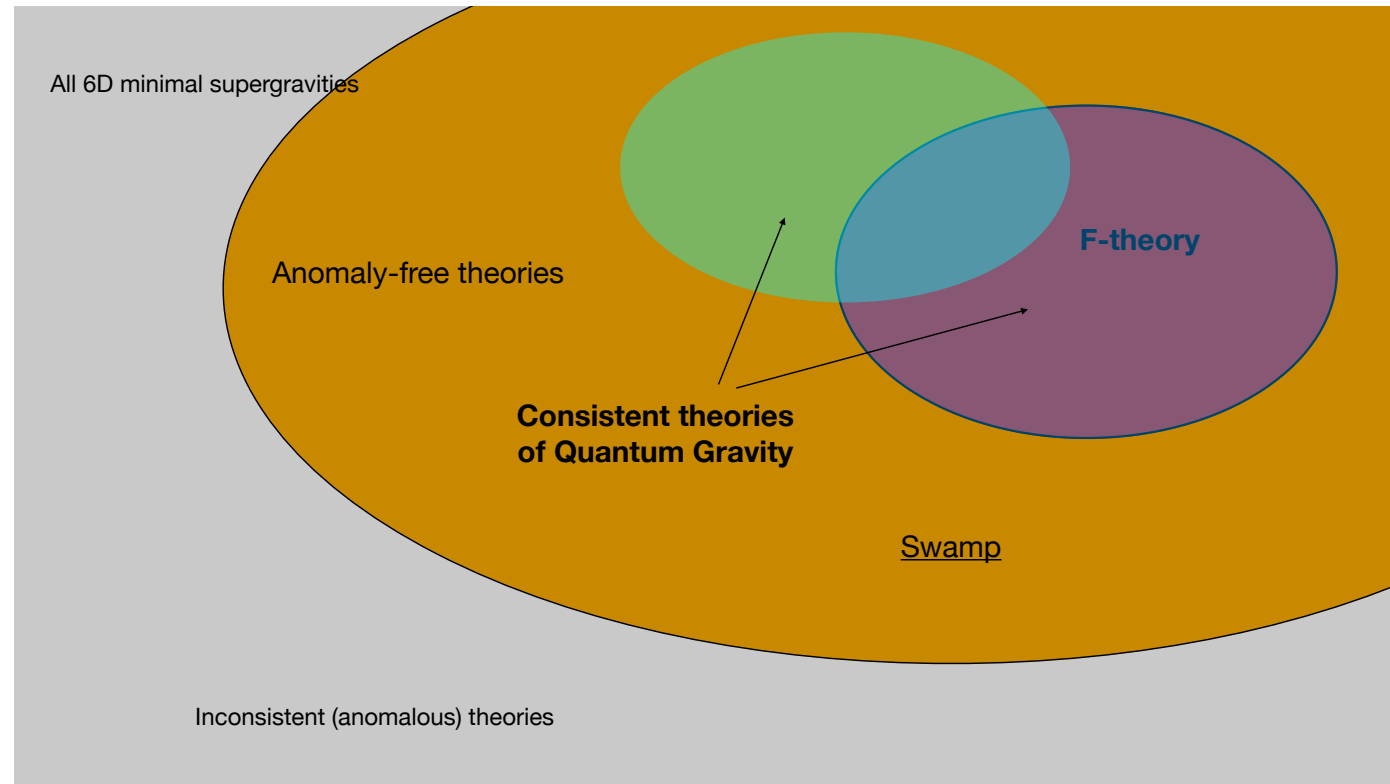 All 6D minimal supergravities
F-theory
Anomaly-free theories
Consistent theories
of Quantum Gravity
Swamp
Inconsistent (anomalous) theories